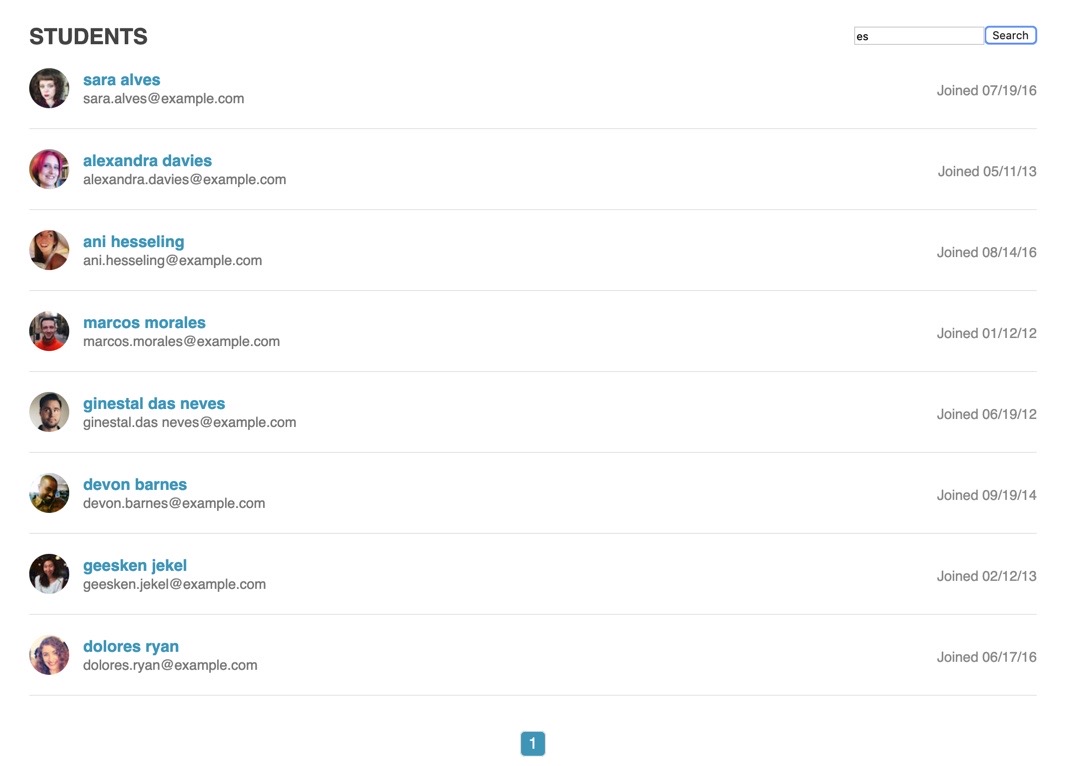 STUDENTS
es Search
sara alves
sara.alves@example.com
Joined 07/19/16
alexandra davies
alexandra.davies@example.com
Joined 05/11/13
ani hesseling
ani.hesseling@example.com
Joined 08/14/16
marcos morales
marcos.morales@example.com
Joined 01/12/12
ginestal das neves
ginestal.das neves@example.com
Joined 06/19/12
devon barnes
devon.barnes@example.com
Joined 09/19/14
geesken jekel
geesken.jekel@example.com
Joined 02/12/13
dolores ryan
dolores.ryan@example.com
Joined 06/17/16
1